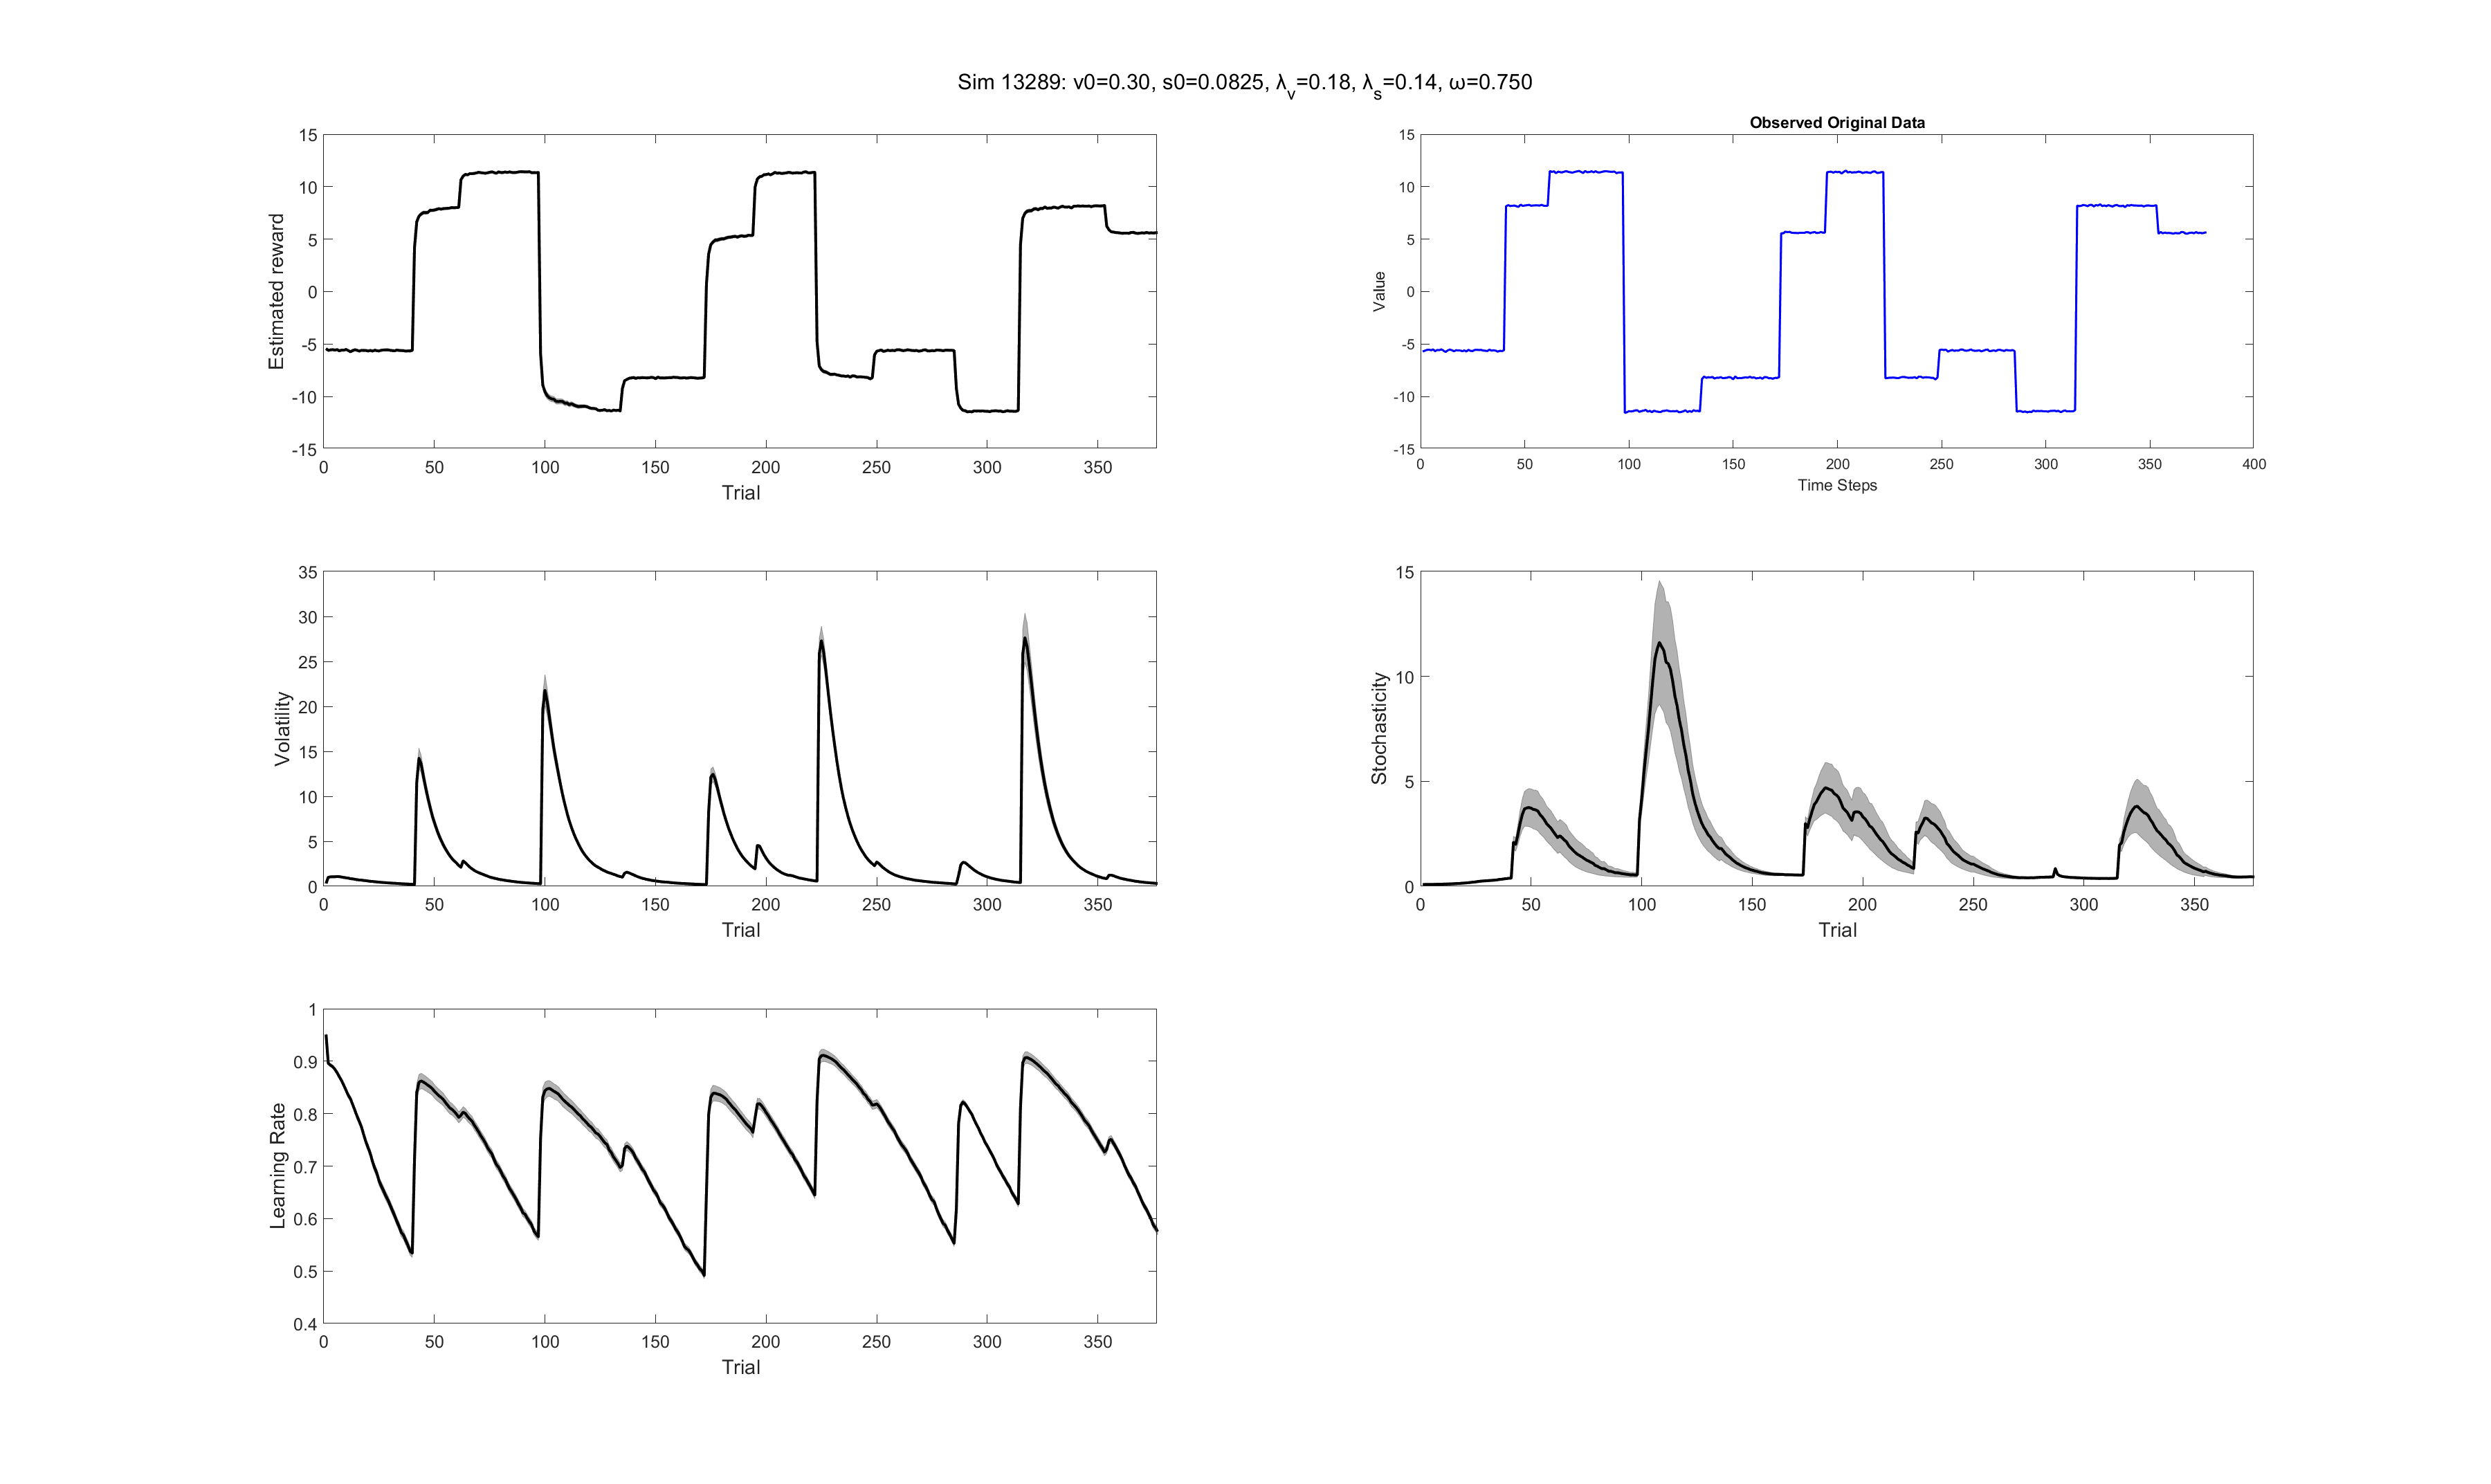 Sim 13289: v0=0.30, s0=0.0825, λv=0.18, λs=0.14, ω=0.750
Estimated reward
15
10
5
0
-5
-10
-15
0 50 100 150 200 250 300 350
Trial
Observed Original Data
Value
15
10
5
0
-5
-10
-15
0 50 100 150 200 250 300 350 400
Time Steps
Volatility
35
30
25
20
15
10
5
0
0 50 100 150 200 250 300 350
Trial
Stochasticity
15
10
5
0
0 50 100 150 200 250 300 350
Trial
Learning Rate
1
0.9
0.8
0.7
0.6
0.5
0.4
0 50 100 150 200 250 300 350
Trial